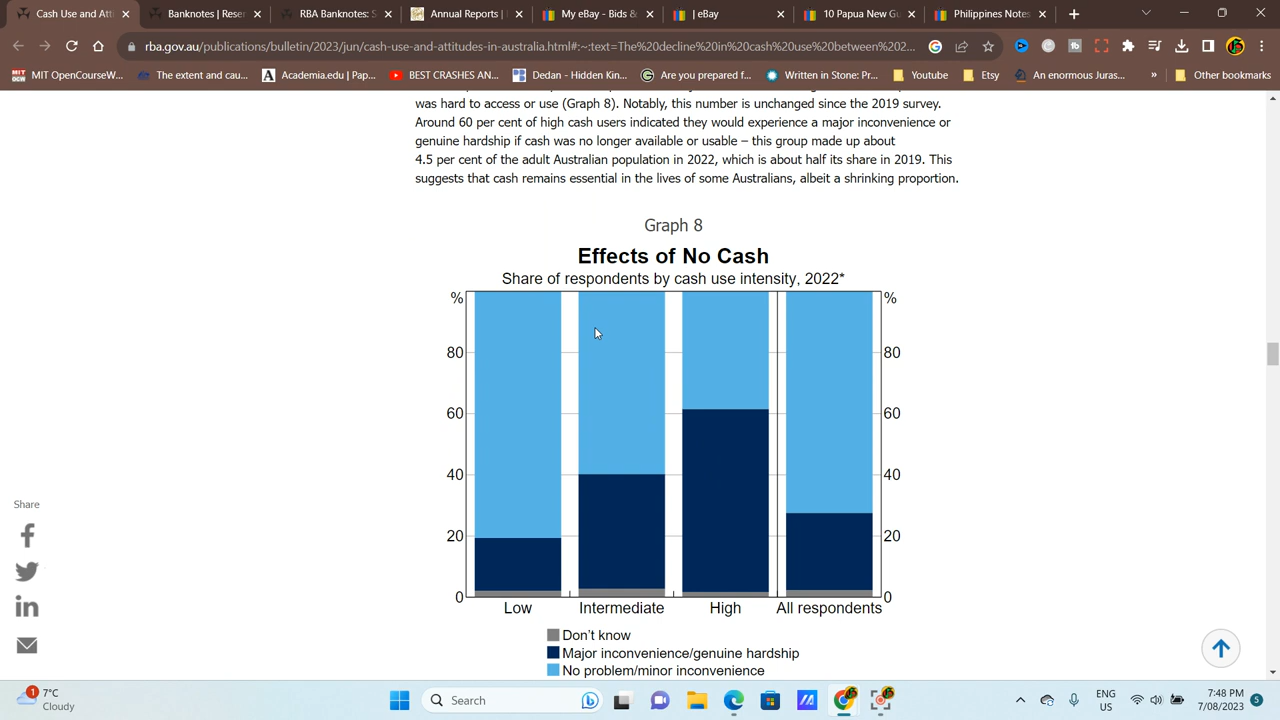 Cash Use and Atti
Banknotes | Reser
RBA Banknotes: S
Annual Reports |
My eBay - Bids &
| eBay
10 Papua New Gu
Philippines Notes
rba.gov.au/publications/bulletin/2023/jun/cash-use-and-attitudes-in-australia.html#:~:text=The%20decline%20in%20cash%20use%20between%20...
MIT OpenCourseW...
The extent and cau...
Academia.edu | Pap...
BEST CRASHES AN...
Dedan - Hidden Kin...
Are you prepared f...
Written in Stone: Pr...
Youtube
Etsy
An enormous Juras...
»
Other bookmarks
was hard to access or use (Graph 8). Notably, this number is unchanged since the 2019 survey.
Around 60 per cent of high cash users indicated they would experience a major inconvenience or
genuine hardship if cash was no longer available or usable – this group made up about
4.5 per cent of the adult Australian population in 2022, which is about half its share in 2019. This
suggests that cash remains essential in the lives of some Australians, albeit a shrinking proportion.
Graph 8
Effects of No Cash
Share of respondents by cash use intensity, 2022*
% %
80 80
60 60
40 40
20 20
0 0
Low Intermediate High All respondents
Don't know
Major inconvenience/genuine hardship
No problem/minor inconvenience
Share
1
7°C
Cloudy
Search
ENG
US
7:48 PM
7/08/2023
5